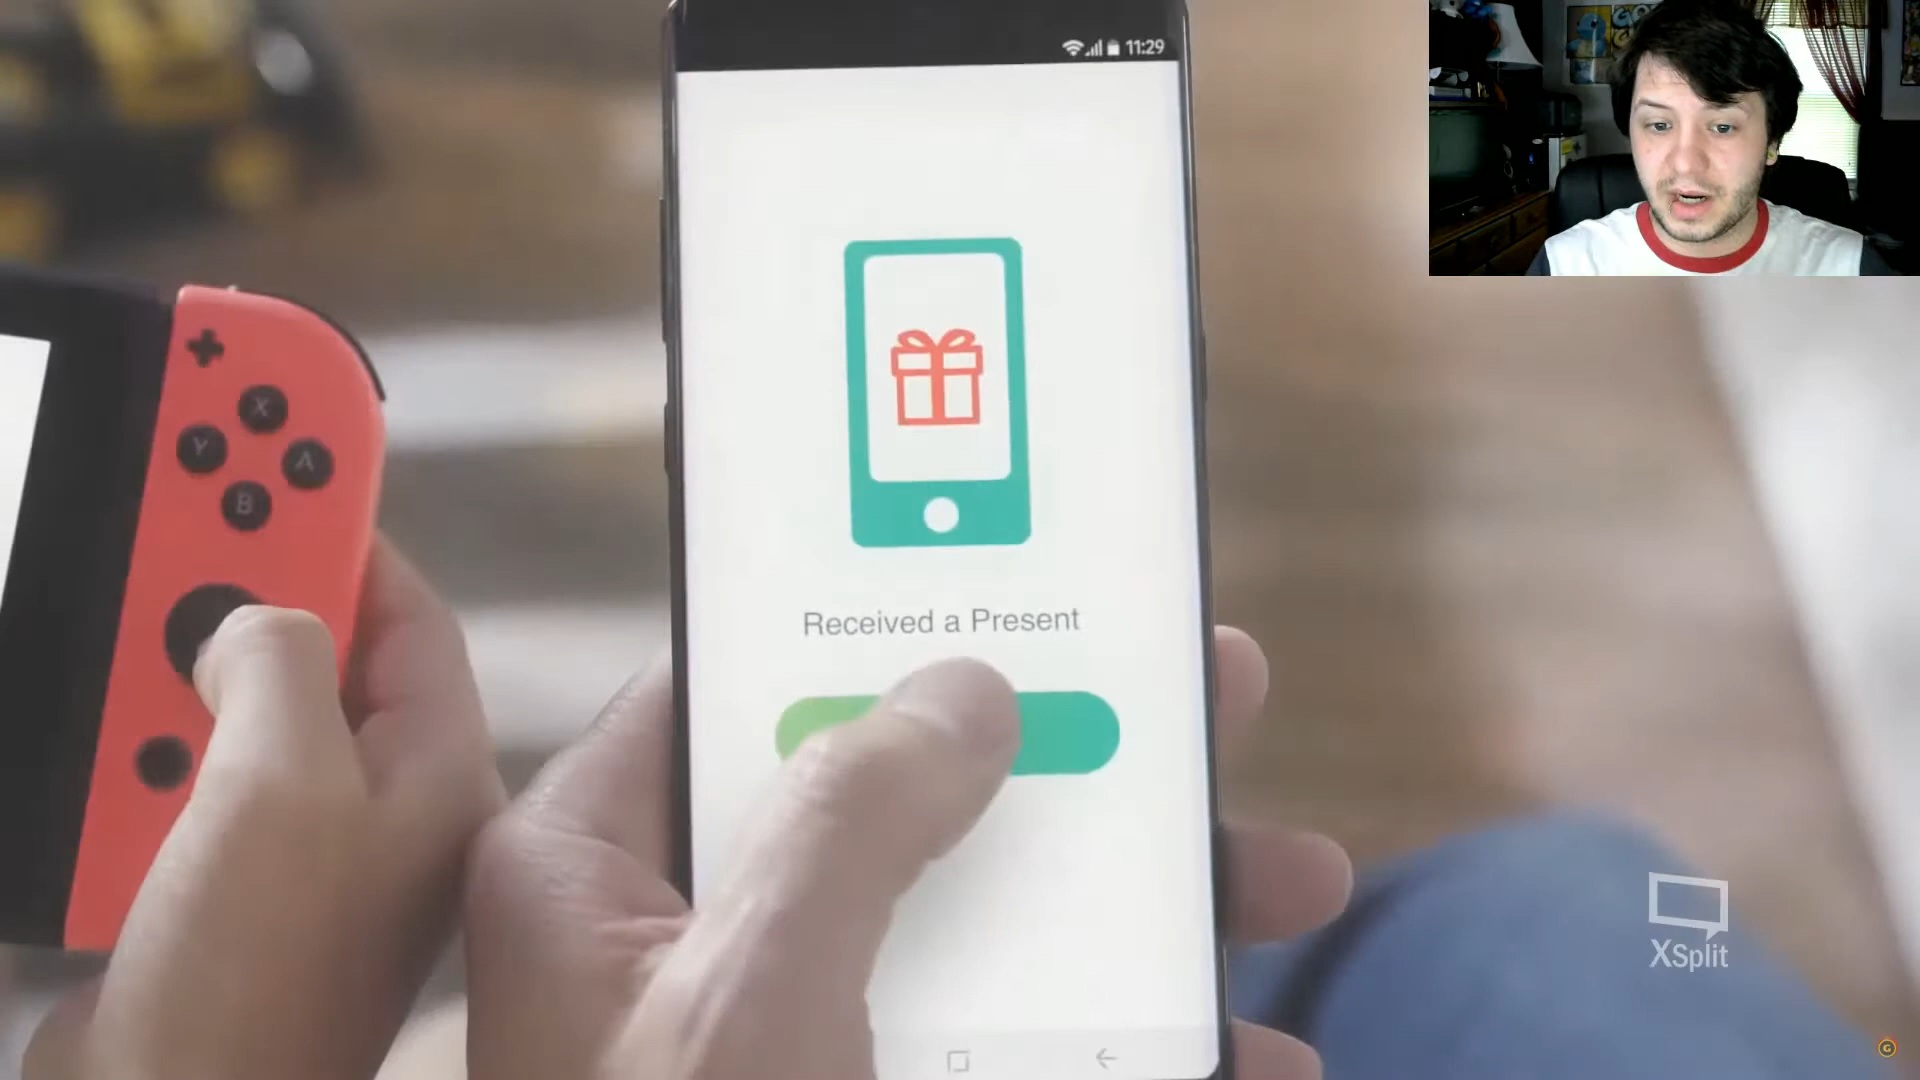 11:29
X
Y
A
B
Received a Present
XSplit
G